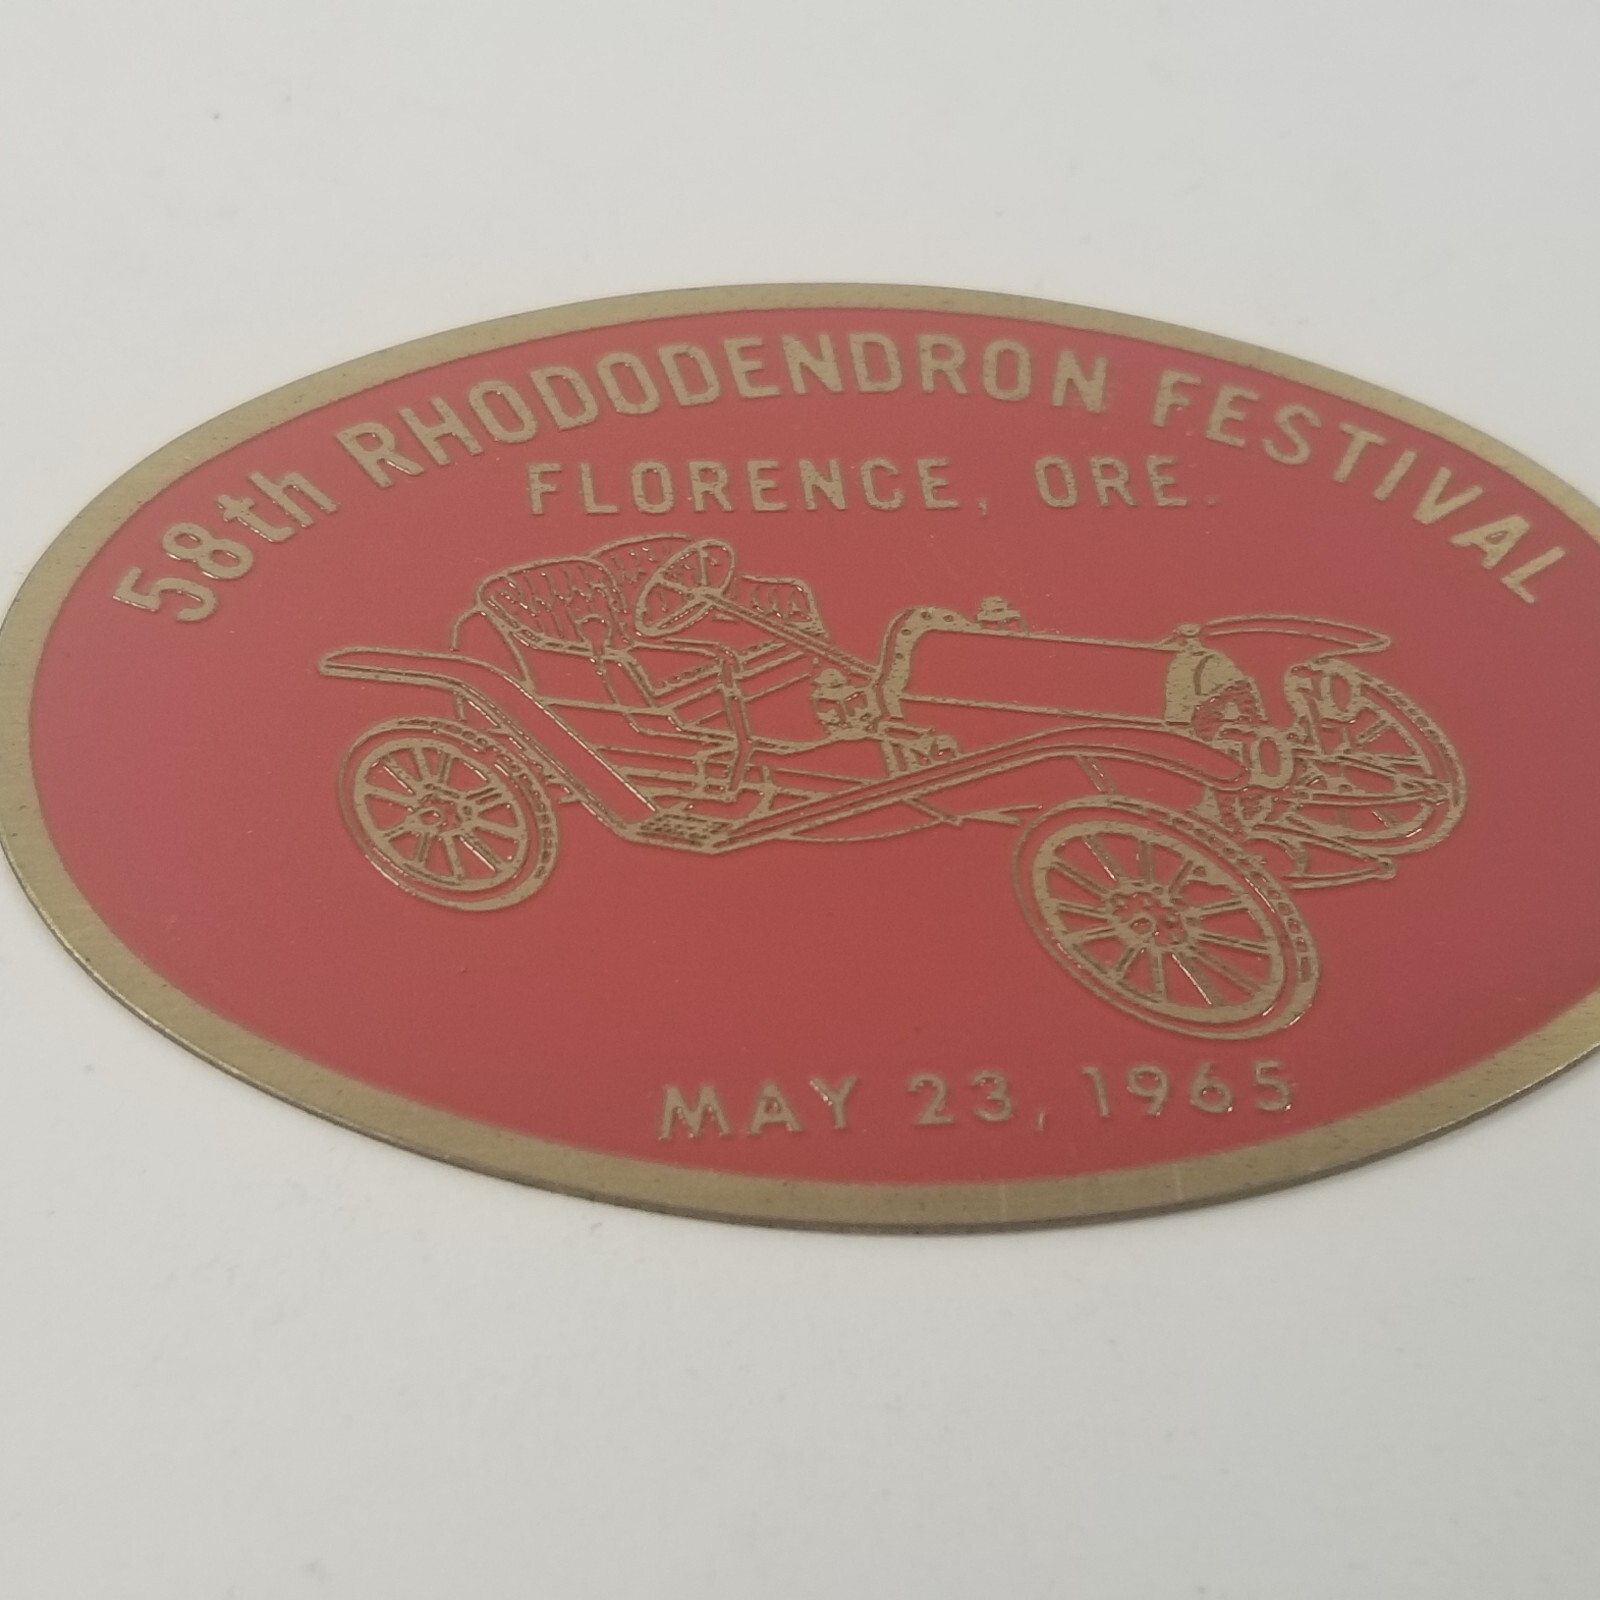 58th RHODODENDRON FESTIVAL
FLORENCE, ORE.
MAY 23, 1965